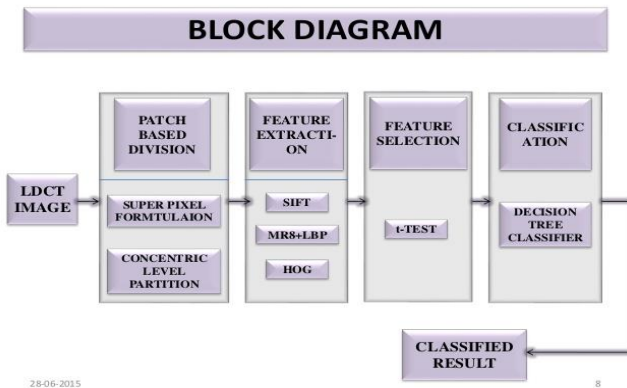 BLOCK DIAGRAM
LDCT
IMAGE
PATCH
BASED
DIVISION
SUPER PIXEL
FORMTULAION
CONCENTRIC
LEVEL
PARTITION
FEATURE
EXTRACTI-
ON
SIFT
MR8+LBP
HOG
FEATURE
SELECTION
t-TEST
CLASSIFIC
ATION
DECISION
TREE
CLASSIFIER
CLASSIFIED
RESULT
28-06-2015
8